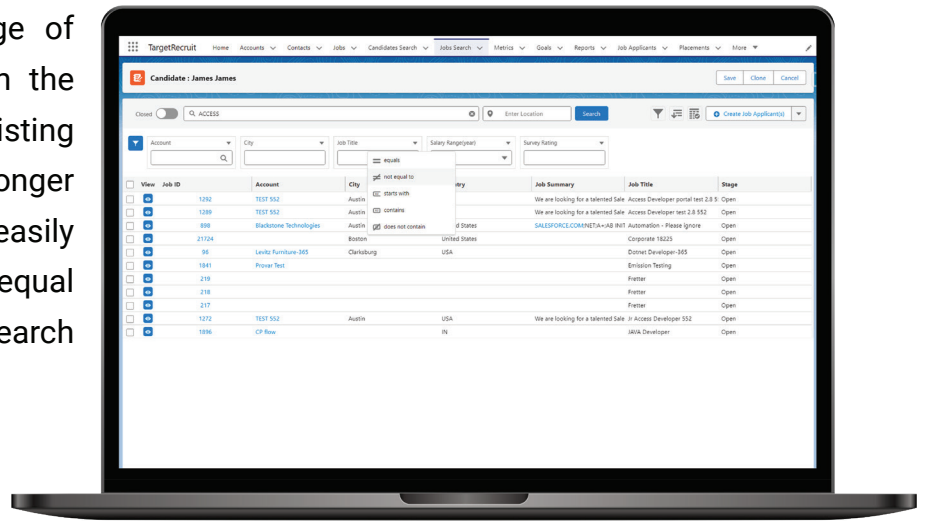 ge of
n the
isting
onger
easily
equal
earch
TargetRecruit Home Accounts Contacts Jobs Candidates Search Jobs Search Metrics Goals Reports Job Applicants Placements More
Candidate : James James Save Clone Cancel
Closed ACCESS Enter Location Search Create Job Applicant(s)
Account City Job Title Salary Range(year) Survey Rating
equals
not equal to
starts with
contains
does not contain
View Job ID Account City Job Summary Job Title Stage
1292 TEST 552 Austin We are looking for a talented Sale Access Developer portal test 2.8 5 Open
1289 TEST 552 Austin We are looking for a talented Sale Access Developer test 2.8 552 Open
898 Blackstone Technologies Austin SALESFORCE.COM/NET/A+/AB INIT Automation - Please Ignore Open
21724 Boston United States Corporate 18225 Open
96 Levitz Furniture-365 Clarksburg USA Dotnet Developer-365 Open
1841 Provar Test Emission Testing Open
219 Fretter Open
218 Fretter Open
217 Fretter Open
1272 TEST 552 Austin USA We are looking for a talented Sale Jr Access Developer 552 Open
1896 CP flow IN JAVA Developer Open